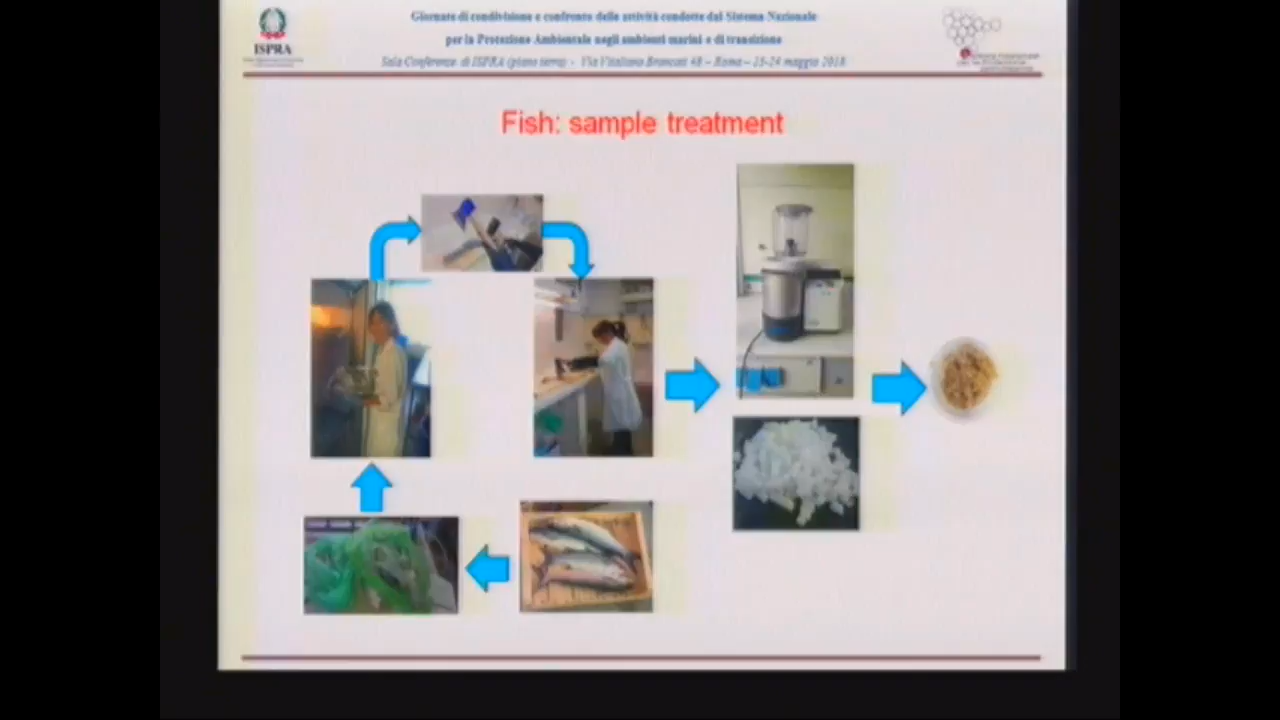 Giornate di condivisione e confronto delle attività condotte dal Sistema Nazionale
per la Protezione Ambientale negli ambienti marini e di transizione
ISPRA
Sala Conferenze di ISPRA (piano terra) - Via Vitaliano Brancati 48 – Roma – 23-24 maggio 2018
Fish: sample treatment